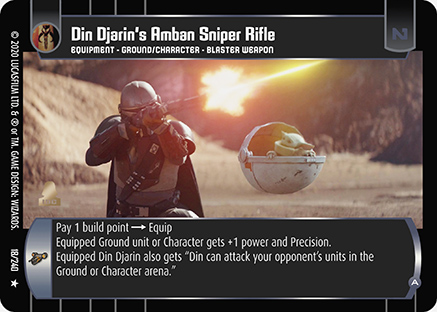 Din Djarin's Amban Sniper Rifle
EQUIPMENT - GROUND/CHARACTER - BLASTER WEAPON
N
Pay 1 build point → Equip
Equipped Ground unit or Character gets +1 power and Precision.
Equipped Din Djarin also gets "Din can attack your opponent's units in the
Ground or Character arena."
A
© 2020 LUCASFILM LTD. & ® or TM. GAME DESIGN: WIZARDS.
18/240 ★